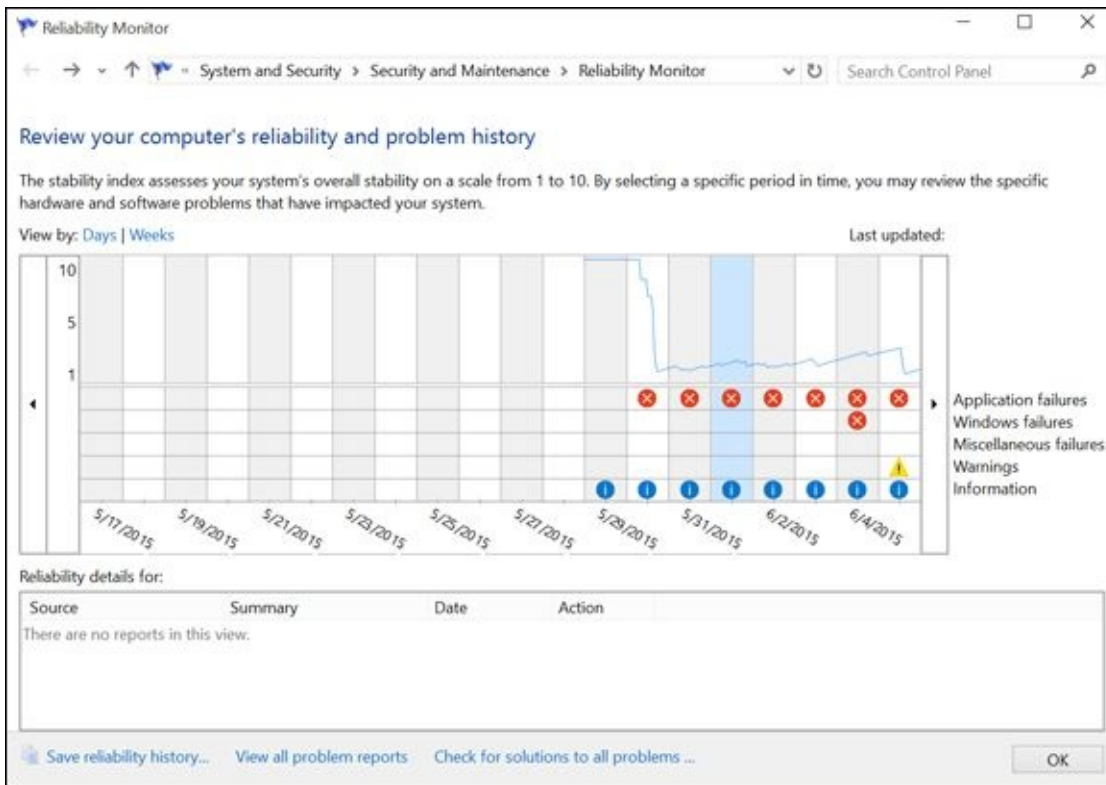 Reliability Monitor
« System and Security > Security and Maintenance > Reliability Monitor
Search Control Panel
Review your computer's reliability and problem history
The stability index assesses your system's overall stability on a scale from 1 to 10. By selecting a specific period in time, you may review the specific
hardware and software problems that have impacted your system.
View by: Days | Weeks
Last updated:
10
5
1
Application failures
Windows failures
Miscellaneous failures
Warnings
Information
5/17/2015
5/19/2015
5/21/2015
5/23/2015
5/25/2015
5/27/2015
5/29/2015
5/31/2015
6/2/2015
6/4/2015
Reliability details for:
Source Summary Date Action
There are no reports in this view.
Save reliability history... View all problem reports Check for solutions to all problems ...
OK